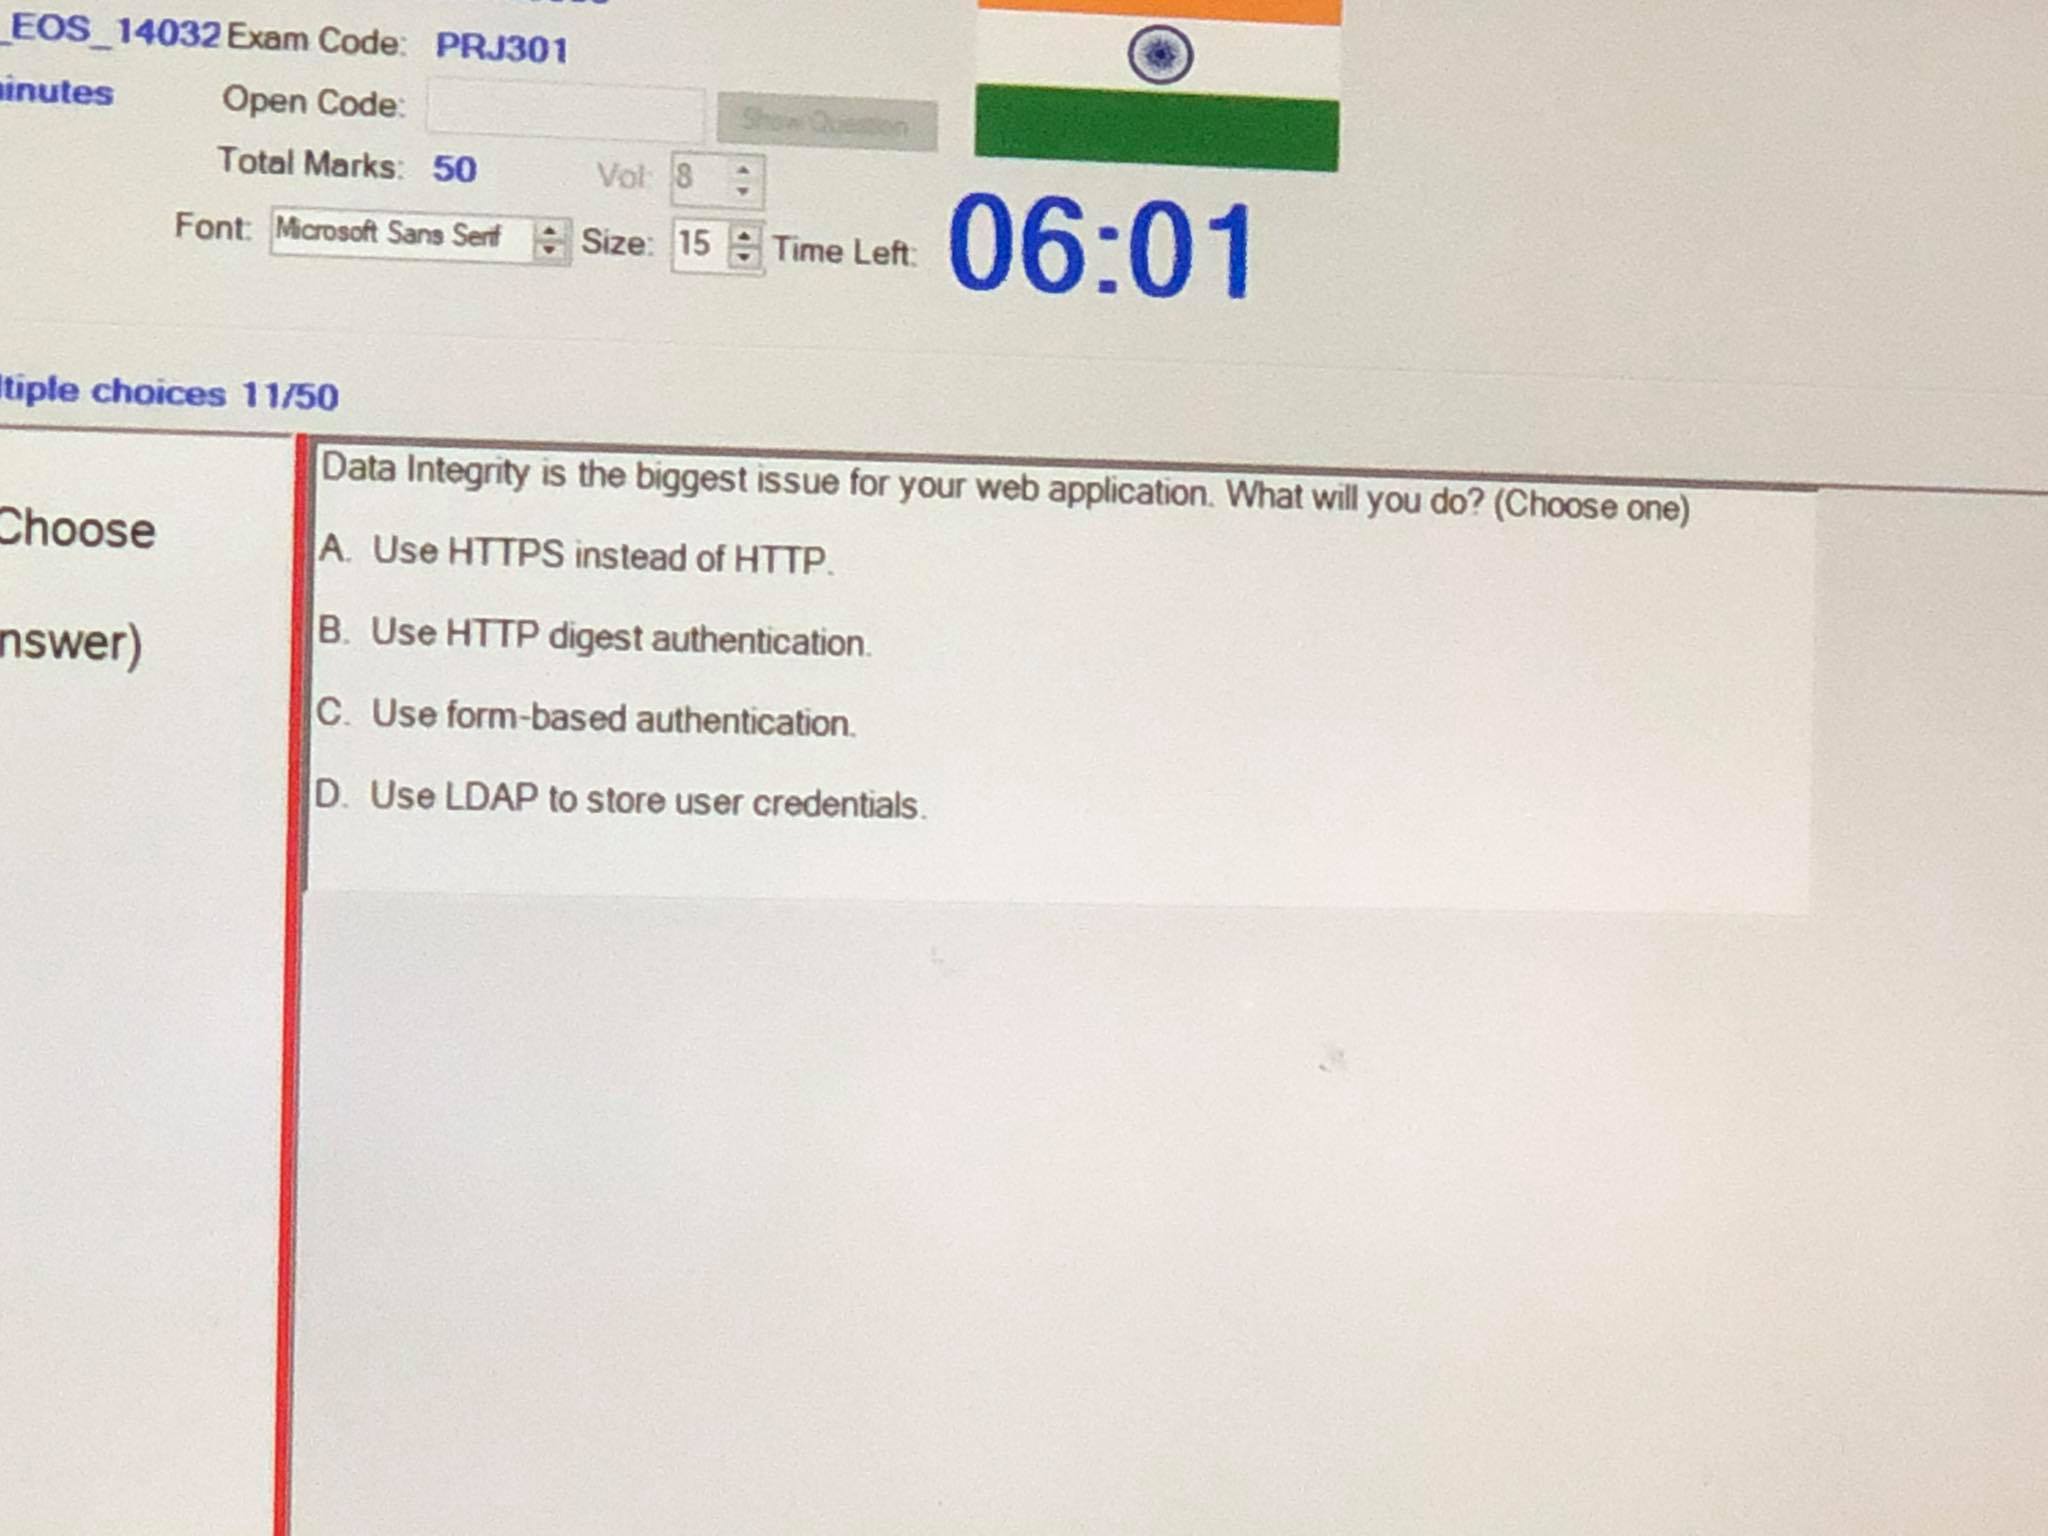 _EOS_14032 Exam Code: PRJ301
minutes Open Code: Show Question
Total Marks: 50 Vol: 8
Font: Microsoft Sans Serif Size: 15 Time Left: 06:01
ltiple choices 11/50
Choose
nswer)
Data Integrity is the biggest issue for your web application. What will you do? (Choose one)
A. Use HTTPS instead of HTTP.
B. Use HTTP digest authentication.
C. Use form-based authentication.
D. Use LDAP to store user credentials.